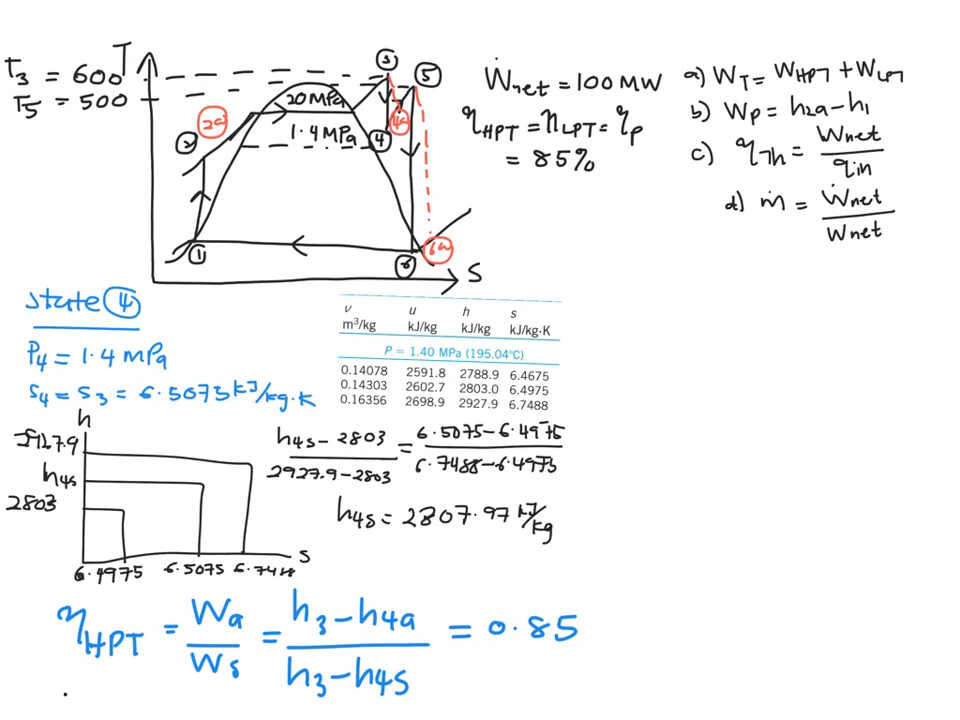 T
T3 = 600
T5 = 500
3
5
2a
20 MPa
4a
2
1.4 MPa
4
1
6
6a
S
Ẇnet = 100 MW
ηHPT = ηLPT = ηp
= 85%
a) WT = WHPT + WLPT
b) Wp = h2a - h1
c) ηTh = Wnet / qin
d) ṁ = Ẇnet / Wnet
state 4
P4 = 1.4 MPa
s4 = s3 = 6.5075 kJ/kg.K
v u h s
m³/kg kJ/kg kJ/kg kJ/kg·K
P = 1.40 MPa (195.04°C)
0.14078 2591.8 2788.9 6.4675
0.14303 2602.7 2803.0 6.4975
0.16356 2698.9 2927.9 6.7488
h
2927.9
h4s
2803
S
6.4975 6.5075
h4s - 2803 / 2927.9 - 2803 = 6.5075 - 6.4975 / 6.7488 - 6.4975
h4s = 2807.97 kJ/kg
ηHPT = Wa / Ws = h3 - h4a / h3 - h4s = 0.85